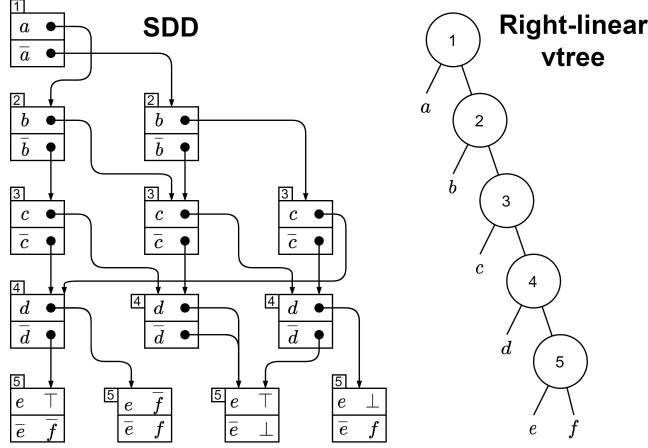 SDD
Right-linear
vtree
1
a
a̅
2
b
b̅
2
b
b̅
3
c
c̅
3
c
c̅
3
c
c̅
4
d
d̅
4
d
d̅
4
d
d̅
5
e ⊤
e̅ f̅
5
e f̅
e̅ f
5
e ⊤
e̅ ⊥
5
e ⊥
e̅ f
1
a
2
b
3
c
4
d
5
e f